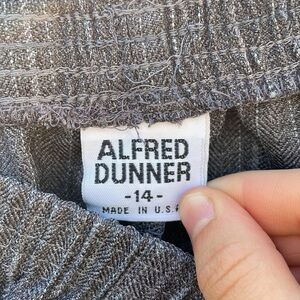 ALFRED
DUNNER
-14-
MADE IN U.S.A